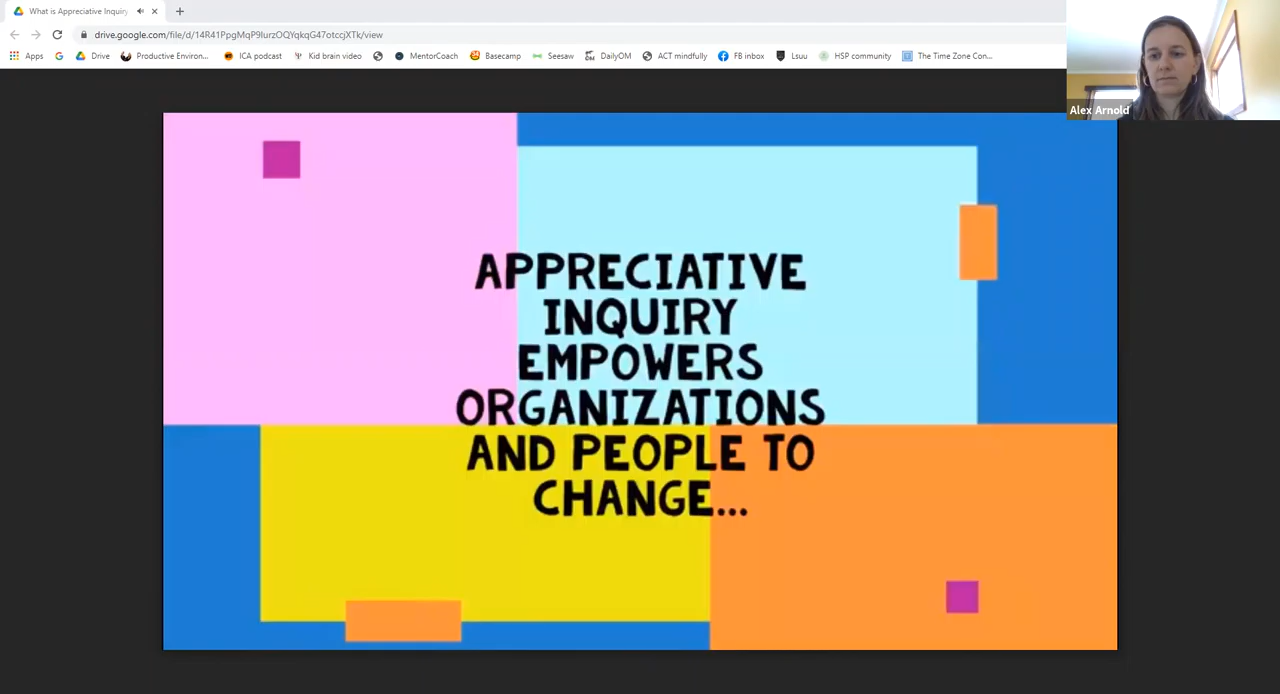 What is Appreciative Inquiry
drive.google.com/file/d/14R41PpgMqP9lurzOQYqkqG47otccjXTk/view
Apps
G
Drive
Productive Environ...
ICA podcast
Kid brain video
MentorCoach
Basecamp
Seesaw
DailyOM
ACT mindfully
FB inbox
Lsuu
HSP community
The Time Zone Con...
Alex Arnold
APPRECIATIVE
INQUIRY
EMPOWERS
ORGANIZATIONS
AND PEOPLE TO
CHANGE...